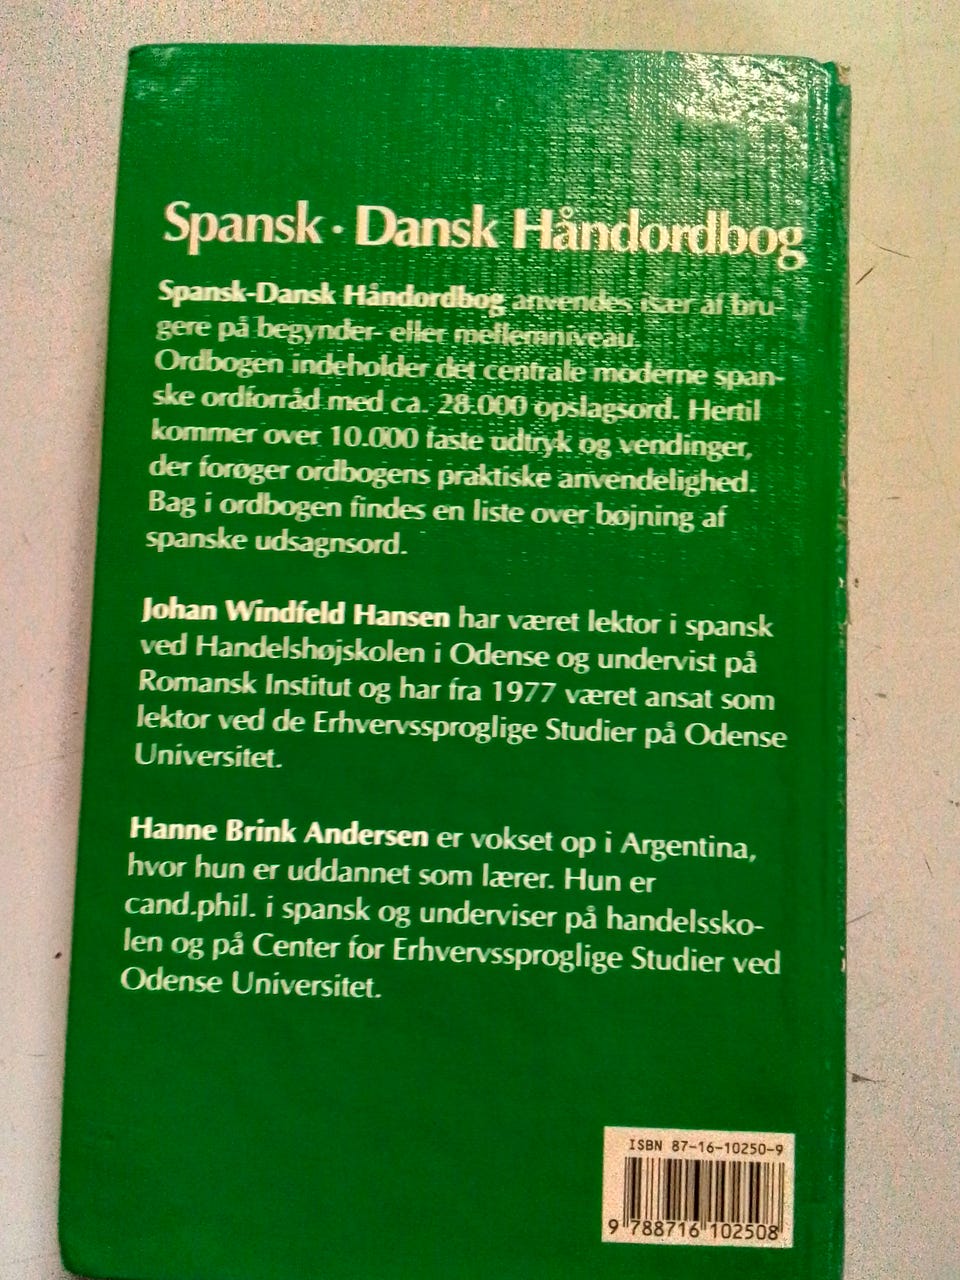 Spansk · Dansk Håndordbog
Spansk-Dansk Håndordbog anvendes især af bru-
gere på begynder- eller mellemniveau.
Ordbogen indeholder det centrale moderne span-
ske ordforråd med ca. 28.000 opslagsord. Hertil
kommer over 10.000 faste udtryk og vendinger,
der forøger ordbogens praktiske anvendelighed.
Bag i ordbogen findes en liste over bøjning af
spanske udsagnsord.
Johan Windfeld Hansen har været lektor i spansk
ved Handelshøjskolen i Odense og undervist på
Romansk Institut og har fra 1977 været ansat som
lektor ved de Erhvervssproglige Studier på Odense
Universitet.
Hanne Brink Andersen er vokset op i Argentina,
hvor hun er uddannet som lærer. Hun er
cand.phil. i spansk og underviser på handelssko-
len og på Center for Erhvervssproglige Studier ved
Odense Universitet.
ISBN 87-16-10250-9
9 788716 102508